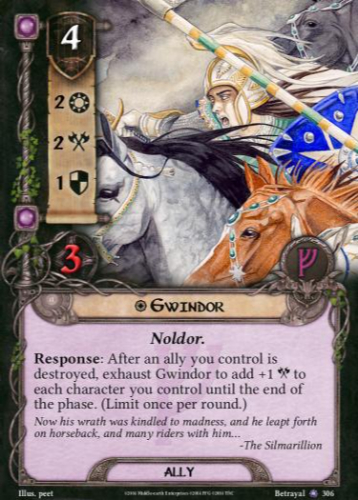 4
2
2
1
3
Gwindor
Noldor.
Response: After an ally you control is
destroyed, exhaust Gwindor to add +1 to
each character you control until the end of
the phase. (Limit once per round.)
Now his wrath was kindled to madness, and he leapt forth
on horseback, and many riders with him...
-The Silmarillion
ALLY
Illus. peet
Betrayal 306